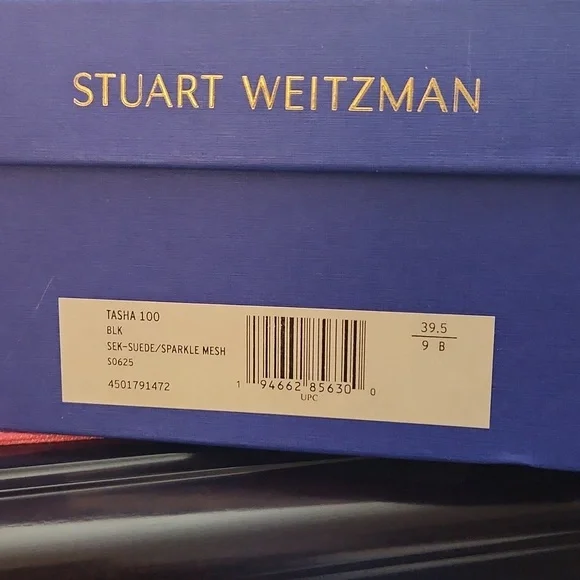 STUART WEITZMAN
TASHA 100
BLK
SEK-SUEDE/SPARKLE MESH
S0625
4501791472
1 94662 85630 0
UPC
39.5
9 B